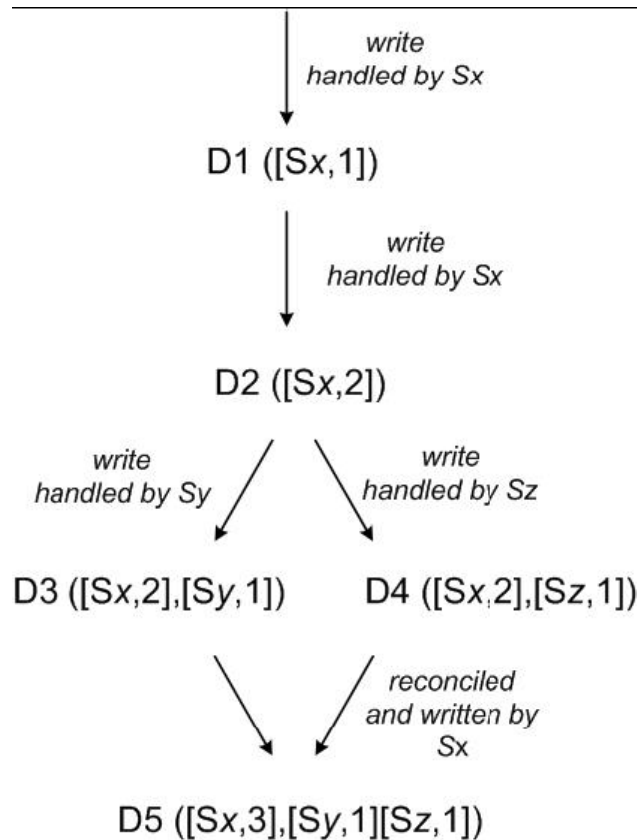 write
handled by Sx
D1 ([Sx,1])
write
handled by Sx
D2 ([Sx,2])
write
handled by Sy
write
handled by Sz
D3 ([Sx,2],[Sy,1])
D4 ([Sx,2],[Sz,1])
reconciled
and written by
Sx
D5 ([Sx,3],[Sy,1][Sz,1])